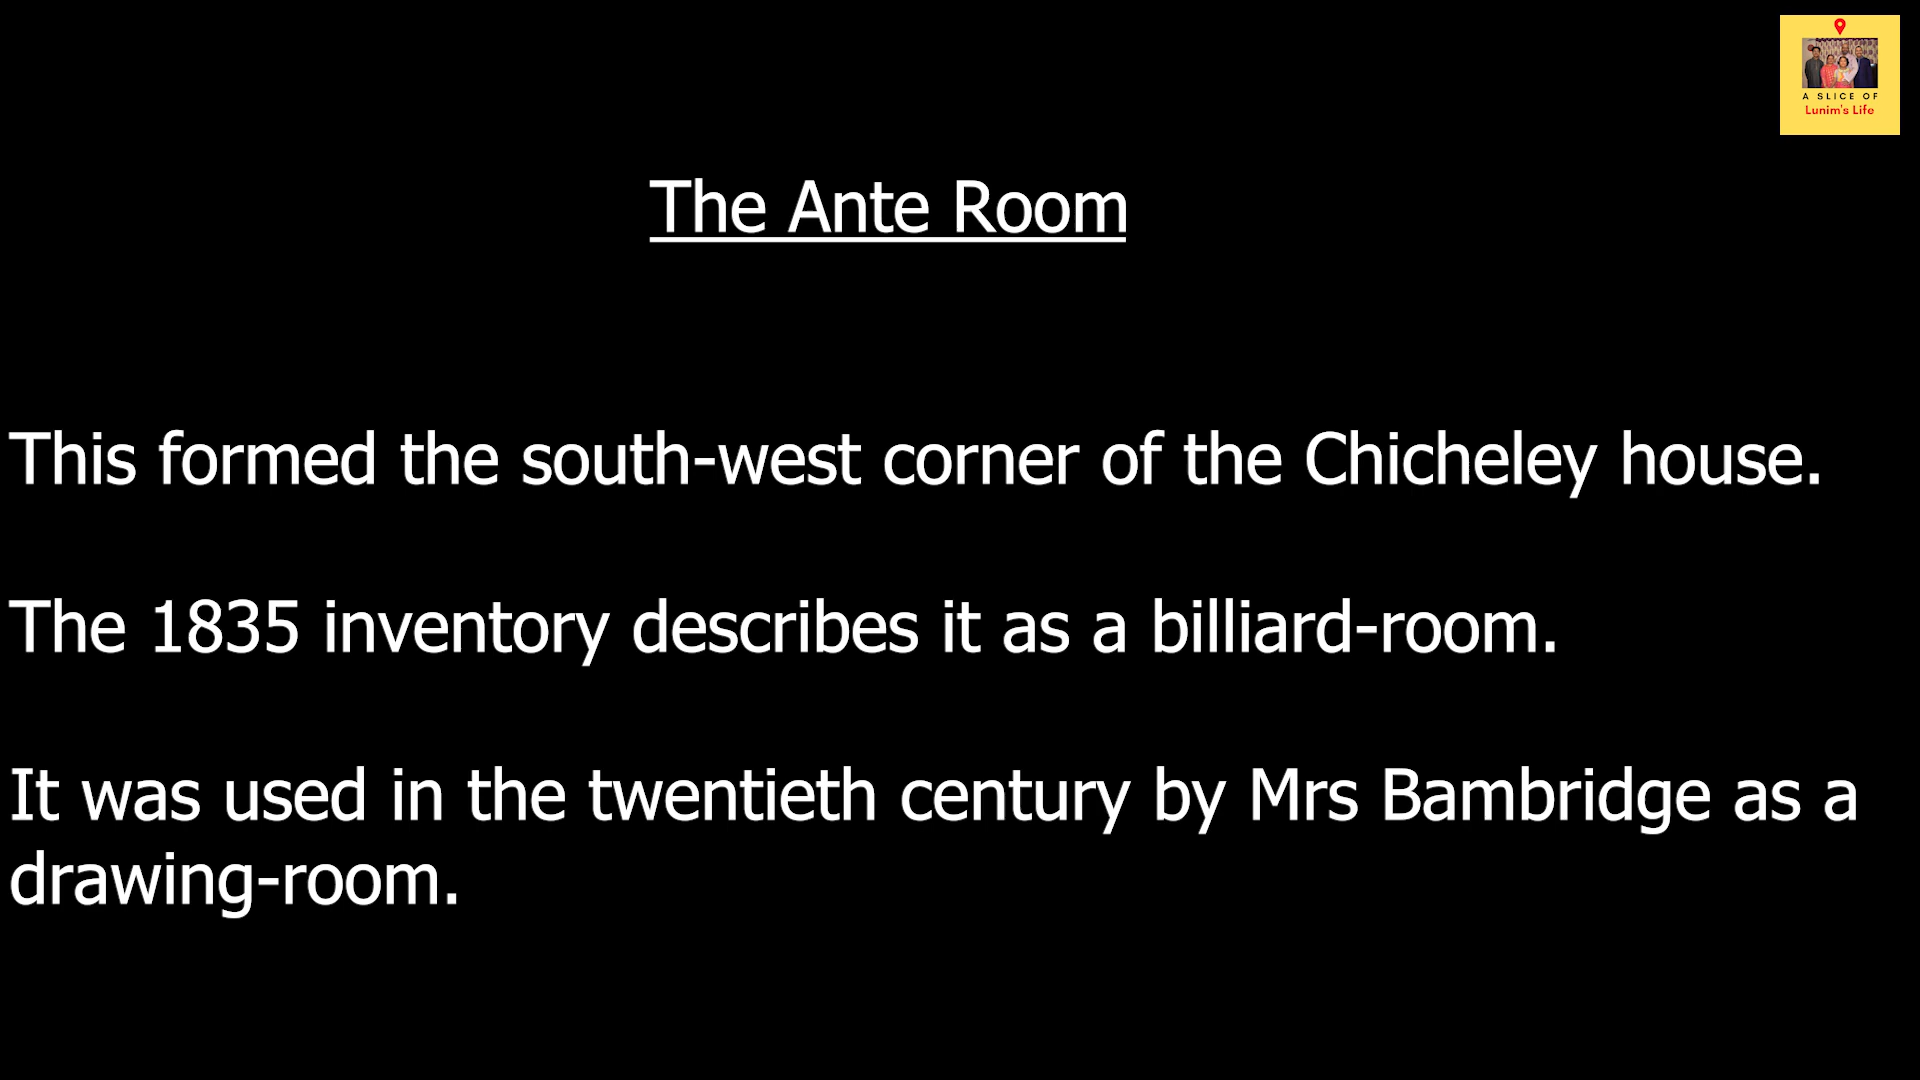 A SLICE OF
Lunim's Life
The Ante Room
This formed the south-west corner of the Chicheley house.
The 1835 inventory describes it as a billiard-room.
It was used in the twentieth century by Mrs Bambridge as a
drawing-room.